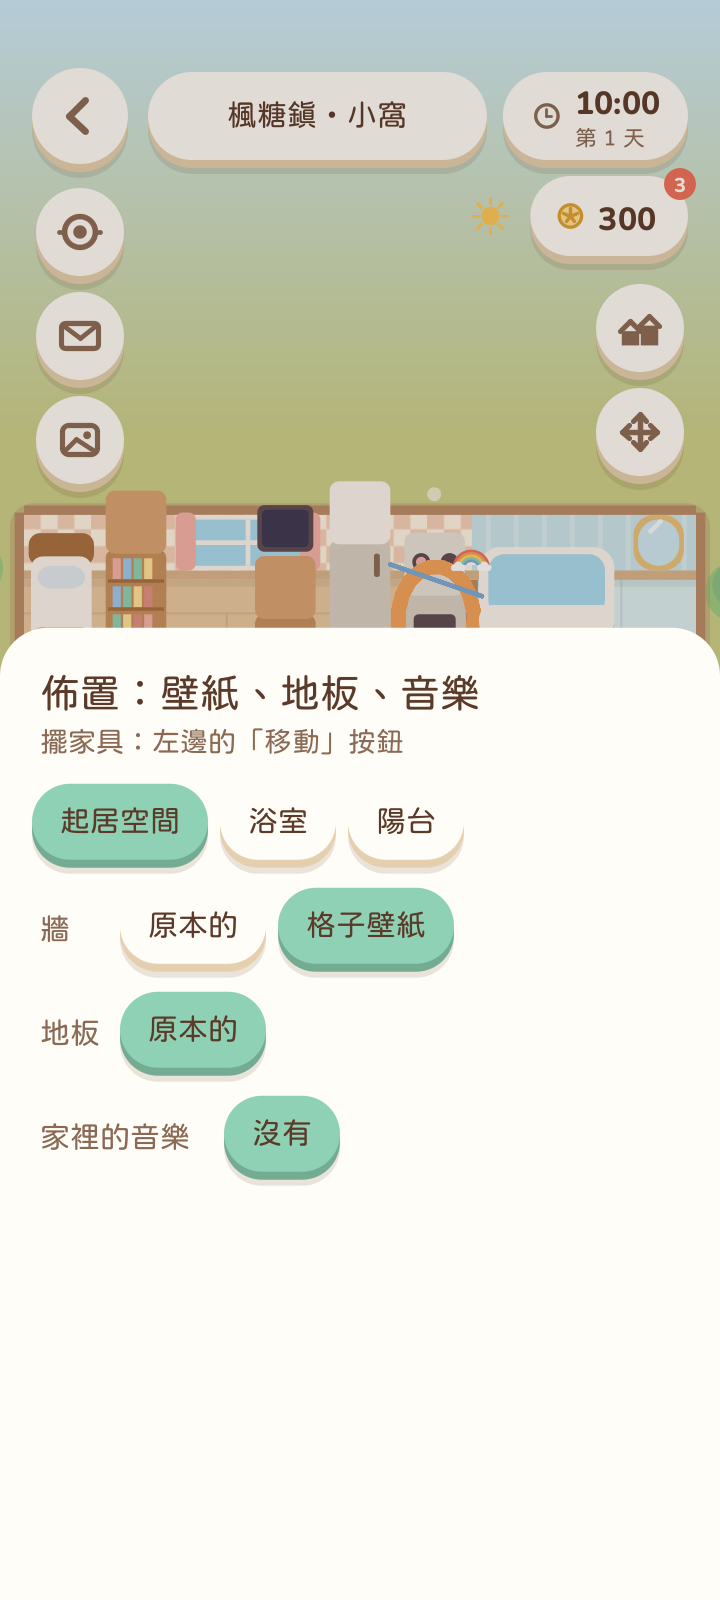 楓糖鎮・小窩
10:00
第 1 天
3
300
佈置：壁紙、地板、音樂
擺家具：左邊的「移動」按鈕
起居空間
浴室
陽台
牆
原本的
格子壁紙
地板
原本的
家裡的音樂
沒有